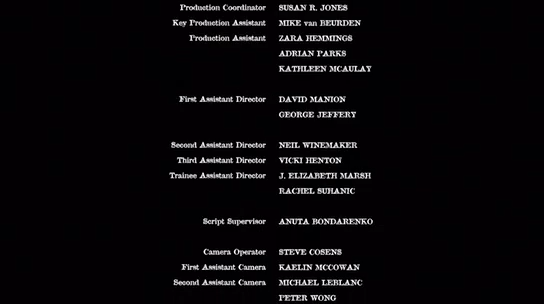 Production Coordinator SUSAN R. JONES
Key Production Assistant MIKE van BEURDEN
Production Assistant ZARA HEMMINGS
ADRIAN PARKS
KATHLEEN MCAULAY
First Assistant Director DAVID MANION
GEORGE JEFFERY
Second Assistant Director NEIL WINEMAKER
Third Assistant Director VICKI HENTON
Trainee Assistant Director J. ELIZABETH MARSH
RACHEL SUHANIC
Script Supervisor ANUTA BONDARENKO
Camera Operator STEVE COSENS
First Assistant Camera KAELIN MCCOWAN
Second Assistant Camera MICHAEL LEBLANC
PETER WONG